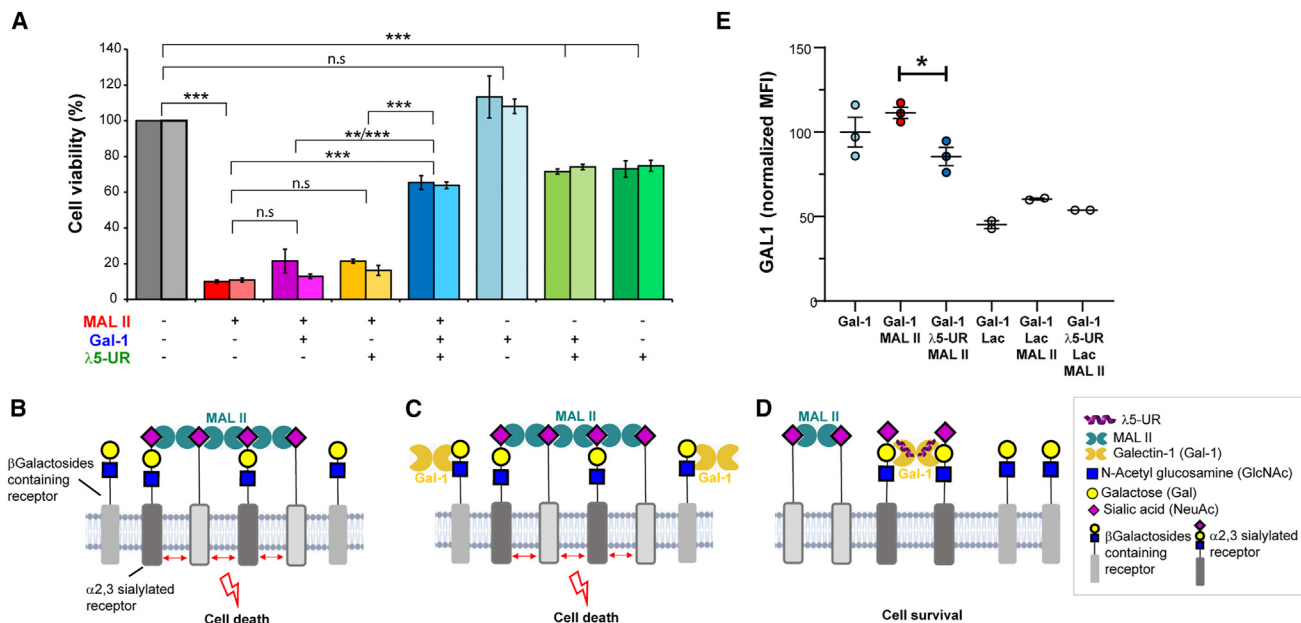 A
***
n.s
***
***
**/***
***
n.s
n.s
Cell viability (%)
140
120
100
80
60
40
20
0
MAL II - + + + + - - -
Gal-1 - - + - + + + -
λ5-UR - - - + + - + +
E
*
GAL1 (normalized MFI)
150
100
50
0
Gal-1
Gal-1
MAL II
Gal-1
λ5-UR
MAL II
Gal-1
Lac
Gal-1
Lac
MAL II
Gal-1
λ5-UR
Lac
MAL II
B
MAL II
βGalactosides
containing
receptor
α2,3 sialylated
receptor
Cell death
C
MAL II
Gal-1
Gal-1
Cell death
D
MAL II
Gal-1
Cell survival
λ5-UR
MAL II
Galectin-1 (Gal-1)
N-Acetyl glucosamine (GlcNAc)
Galactose (Gal)
Sialic acid (NeuAc)
βGalactosides
containing
receptor
α2,3 sialylated
receptor